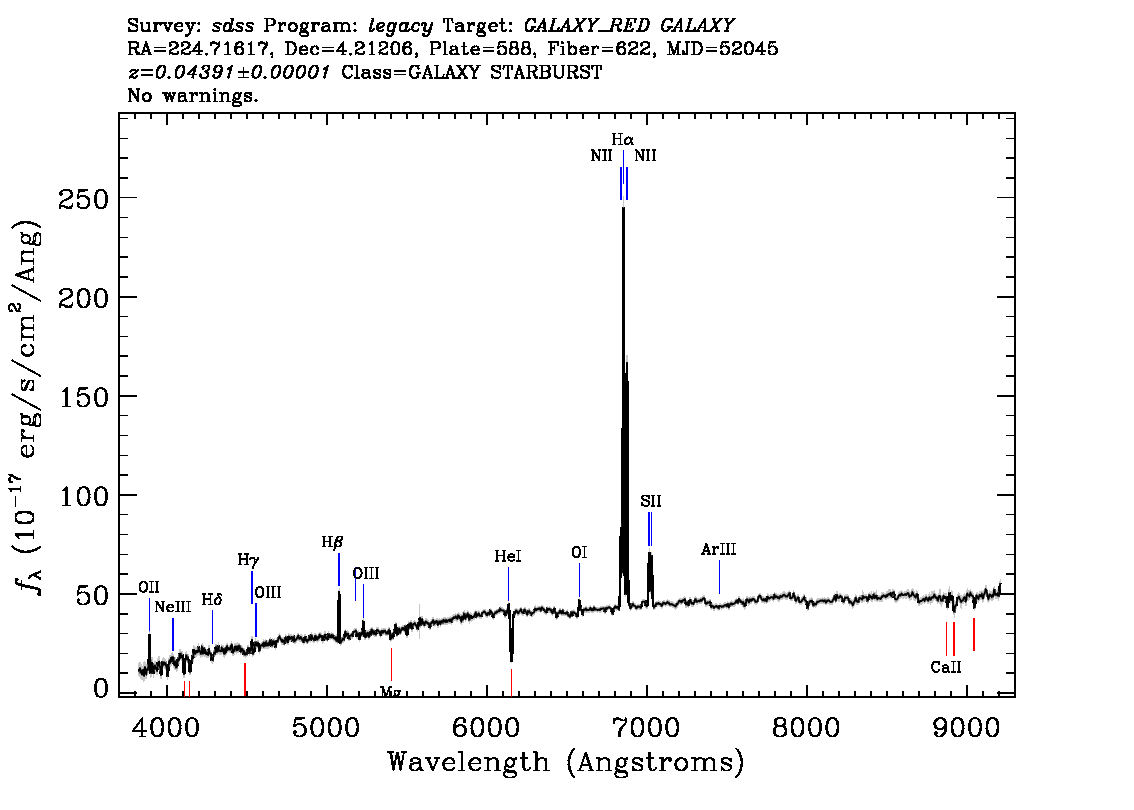 Survey: sdss Program: legacy Target: GALAXY_RED GALAXY
RA=224.71617, Dec=4.21206, Plate=588, Fiber=622, MJD=52045
z=0.04391±0.00001 Class=GALAXY STARBURST
No warnings.
Hα
NII NII
250
200
150
100
50
0
SII
Hβ
OI
ArIII
HeI
Hγ
OIII
OII
OIII
NeIII
Hδ
CaII
Mg
4000 5000 6000 7000 8000 9000
Wavelength (Angstroms)
f_λ (10^-17 erg/s/cm^2/Ang)